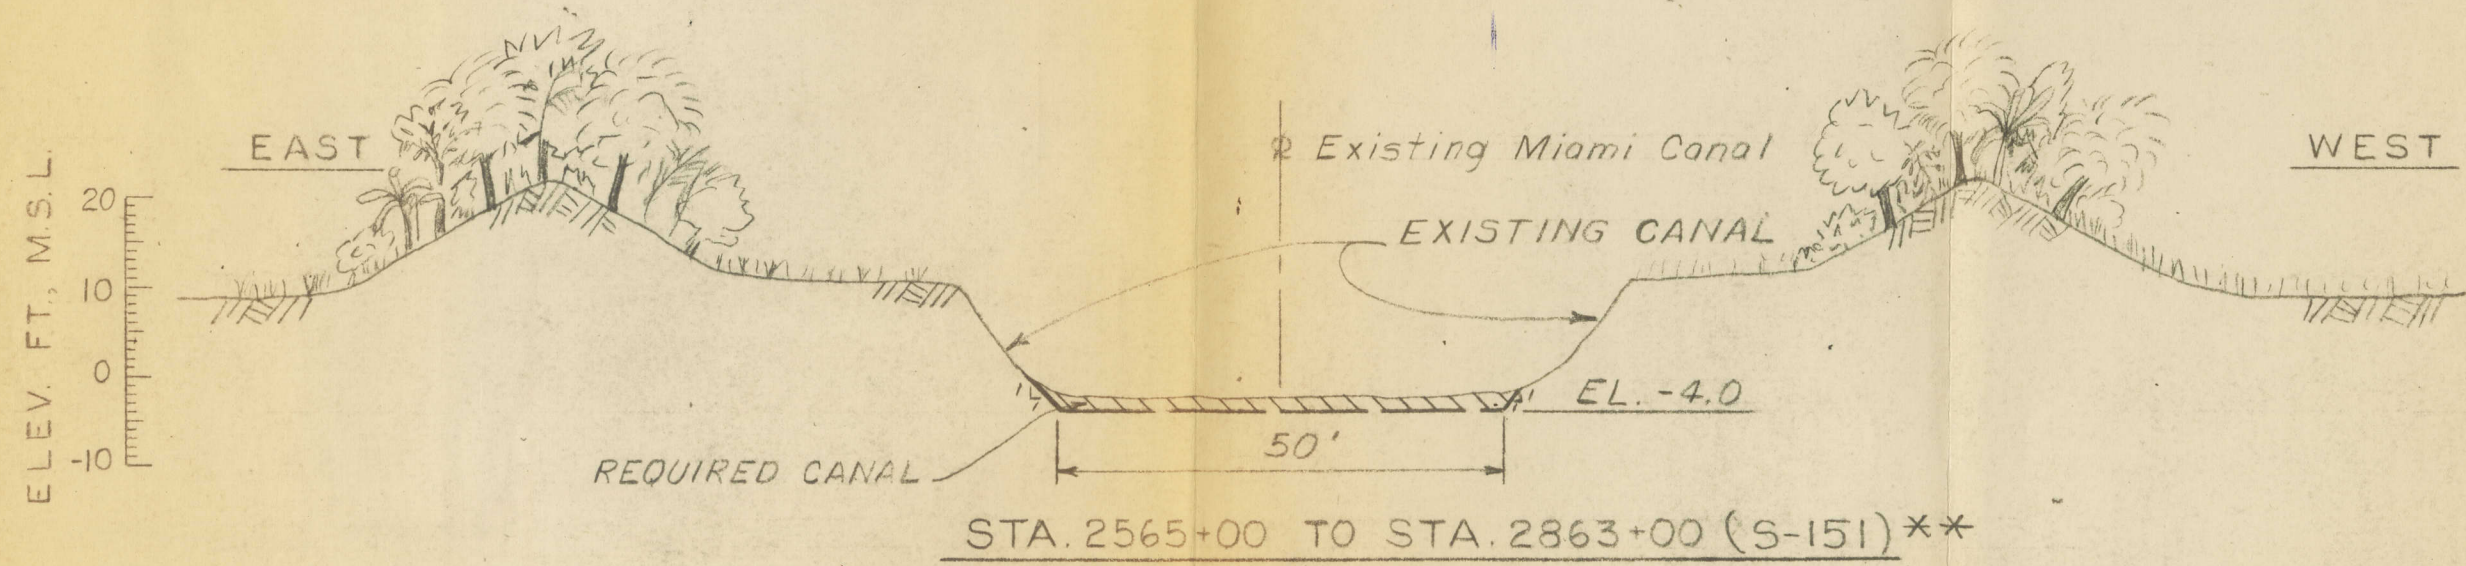 EAST
℄ Existing Miami Canal
WEST
EXISTING CANAL
ELEV. FT., M.S.L.
20
10
0
-10
EL. -4.0
50'
REQUIRED CANAL
STA. 2565+00 TO STA. 2863+00 (S-151)**